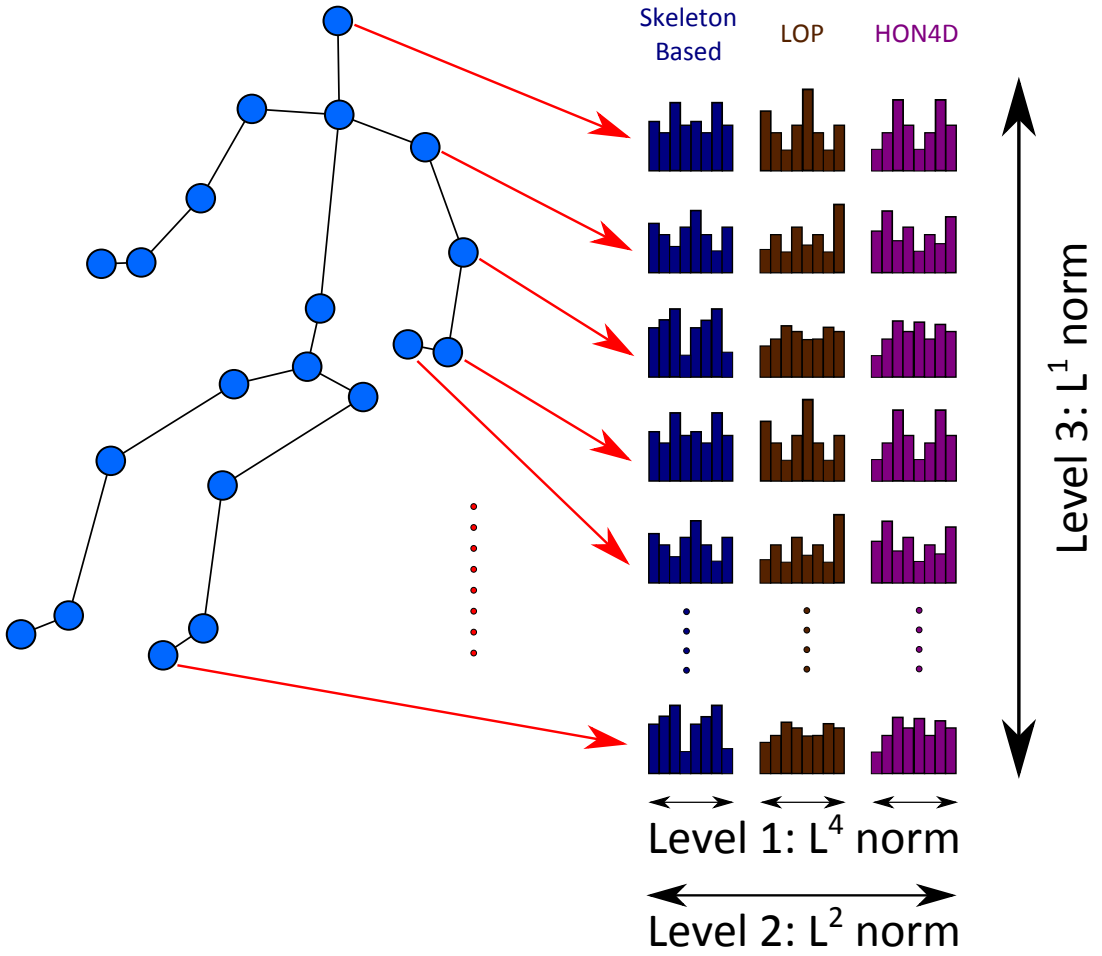 Skeleton
Based
LOP
HON4D
Level 3: L¹ norm
Level 1: L⁴ norm
Level 2: L² norm